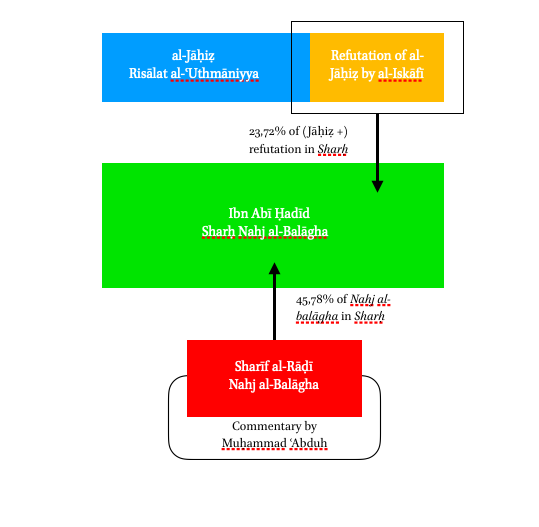 al-Jāḥiẓ
Risālat al-ʿUthmāniyya
Refutation of al-
Jāḥiẓ by al-Iskāfī
23,72% of (Jāḥiẓ +)
refutation in Sharḥ
Ibn Abī Ḥadīd
Sharḥ Nahj al-Balāgha
45,78% of Nahj al-
balāgha in Sharḥ
Sharīf al-Rāḍī
Nahj al-Balāgha
Commentary by
Muhammad ʿAbduh